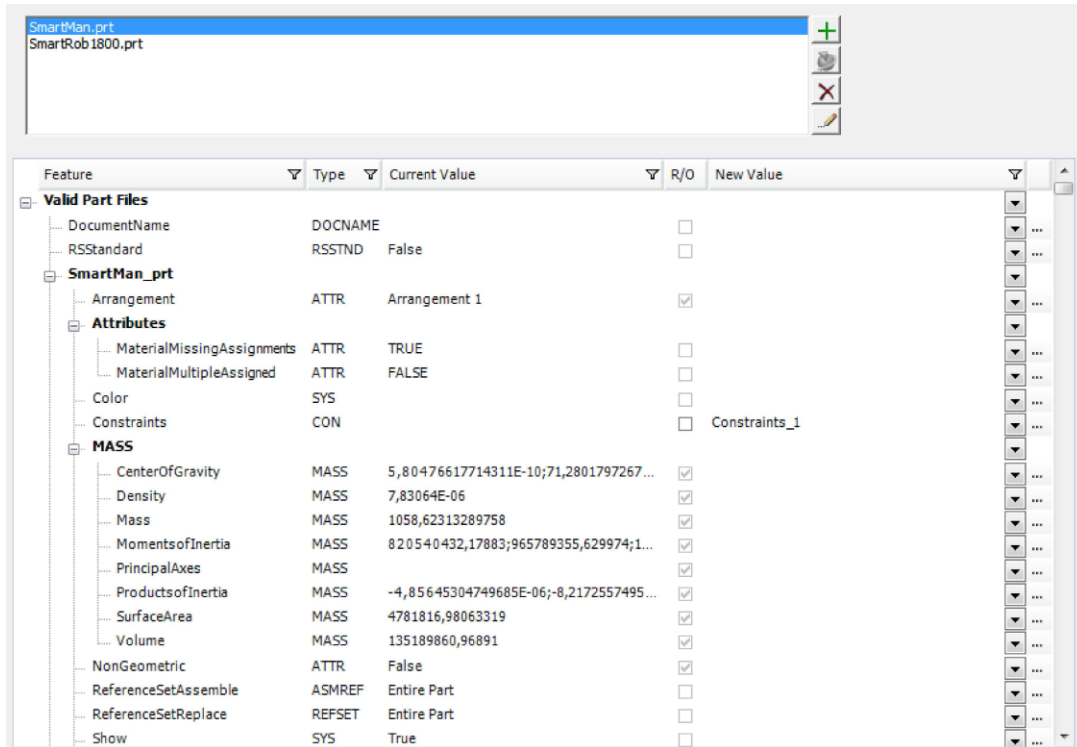 SmartMan.prt
SmartRob1800.prt
Feature Type Current Value R/O New Value
Valid Part Files
DocumentName DOCNAME ...
RSStandard RSSTND False ...
SmartMan_prt
Arrangement ATTR Arrangement 1 ...
Attributes
MaterialMissingAssignments ATTR TRUE ...
MaterialMultipleAssigned ATTR FALSE ...
Color SYS ...
Constraints CON Constraints_1 ...
MASS
CenterOfGravity MASS 5,80476617714311E-10;71,2801797267... ...
Density MASS 7,83064E-06 ...
Mass MASS 1058,62313289758 ...
MomentsofInertia MASS 820540432,17883;965789355,629974;1... ...
PrincipalAxes MASS ...
ProductsofInertia MASS -4,85645304749685E-06;-8,2172557495... ...
SurfaceArea MASS 4781816,98063319 ...
Volume MASS 135189860,96891 ...
NonGeometric ATTR False ...
ReferenceSetAssemble ASMREF Entire Part ...
ReferenceSetReplace REFSET Entire Part ...
Show SYS True ...